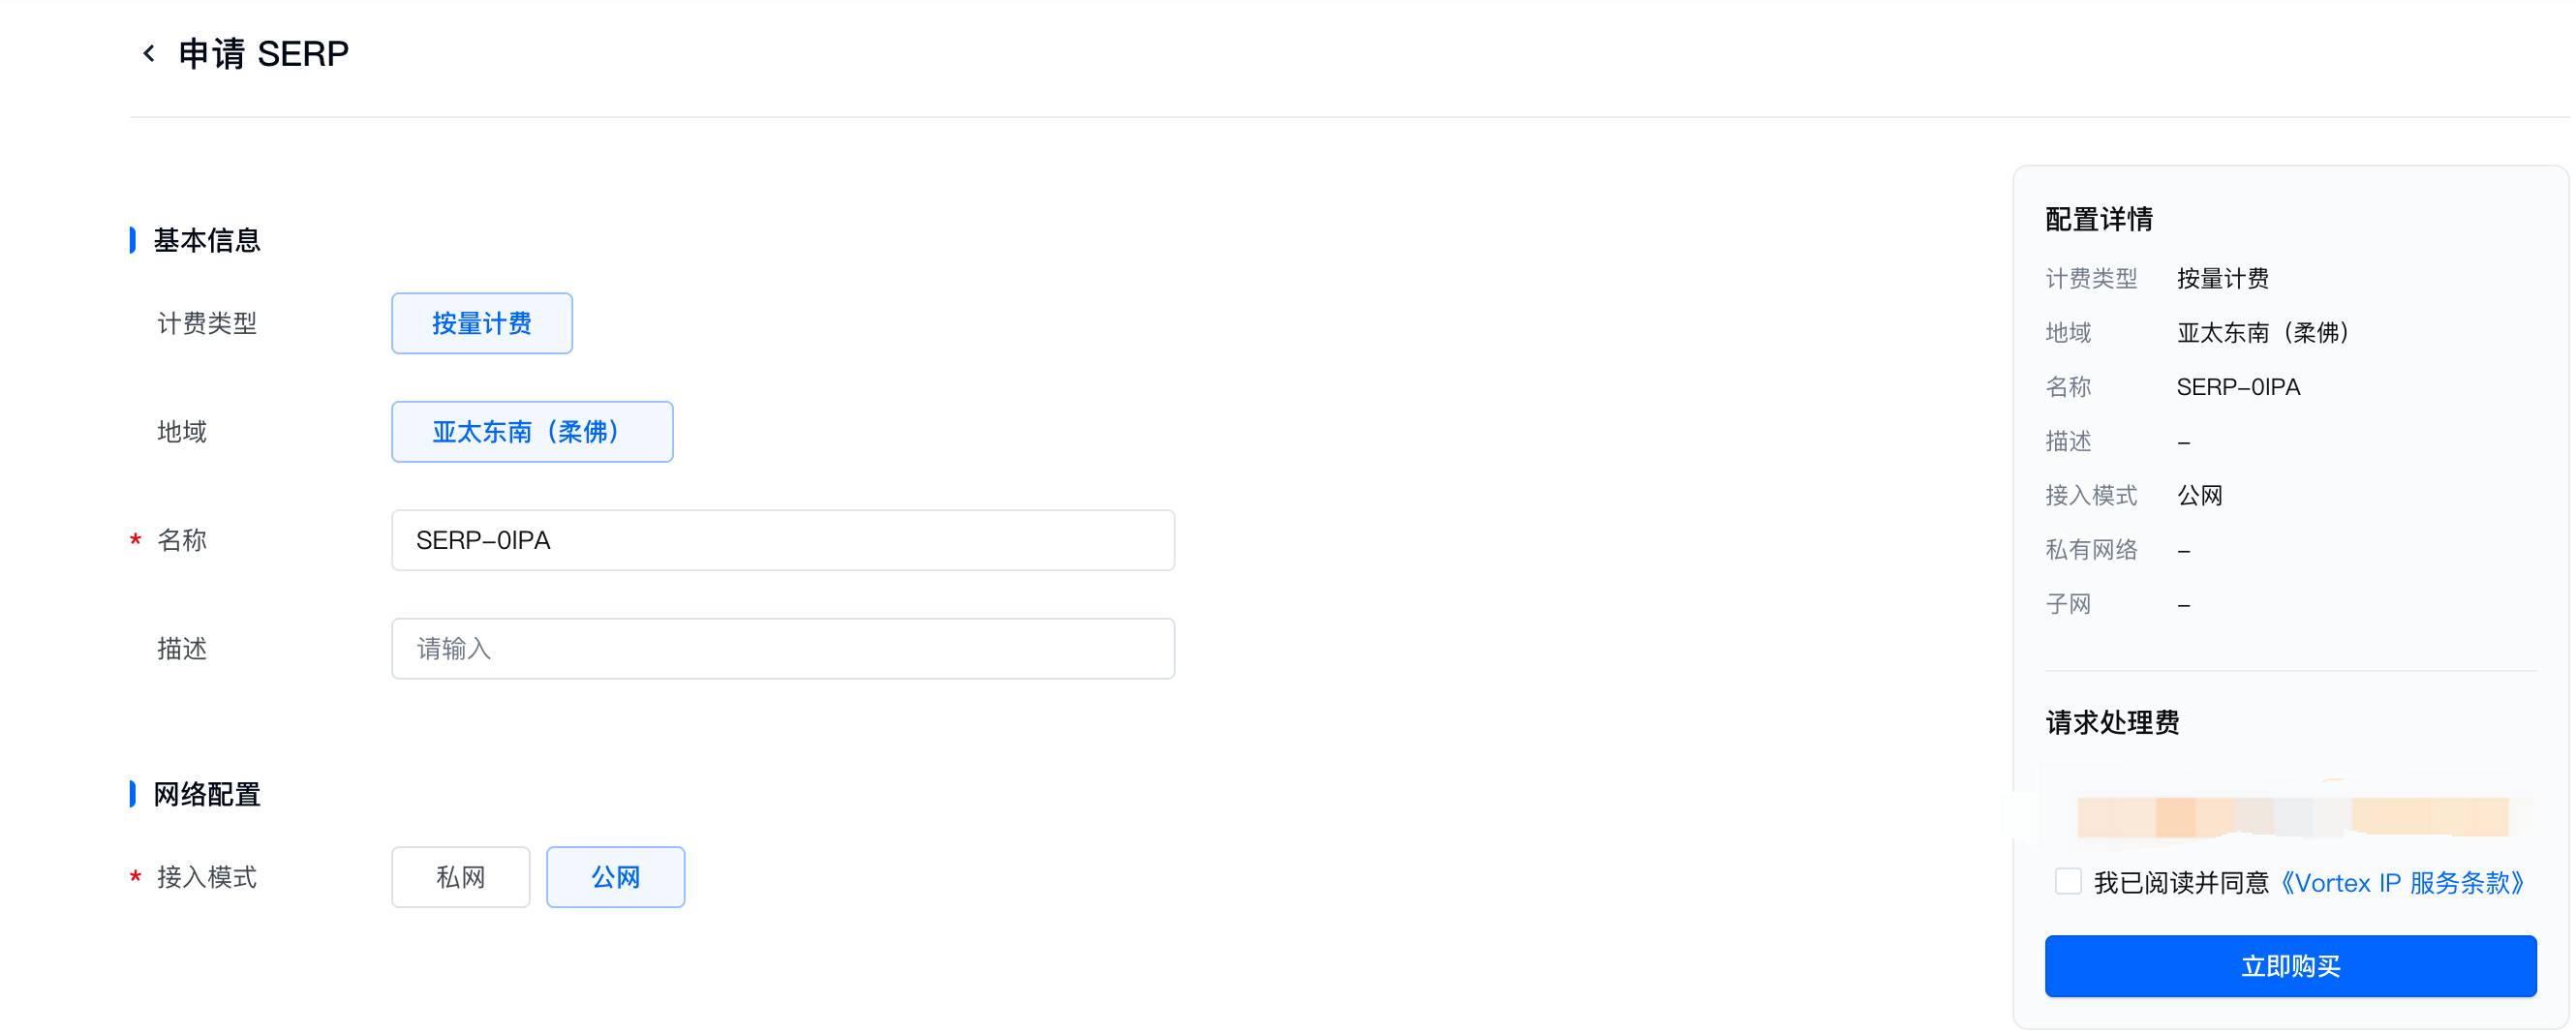 申请 SERP
基本信息
计费类型
按量计费
地域
亚太东南（柔佛）
* 名称
SERP-0IPA
描述
请输入
网络配置
* 接入模式
私网
公网
配置详情
计费类型 按量计费
地域 亚太东南（柔佛）
名称 SERP-0IPA
描述 -
接入模式 公网
私有网络 -
子网 -
请求处理费
我已阅读并同意《Vortex IP 服务条款》
立即购买